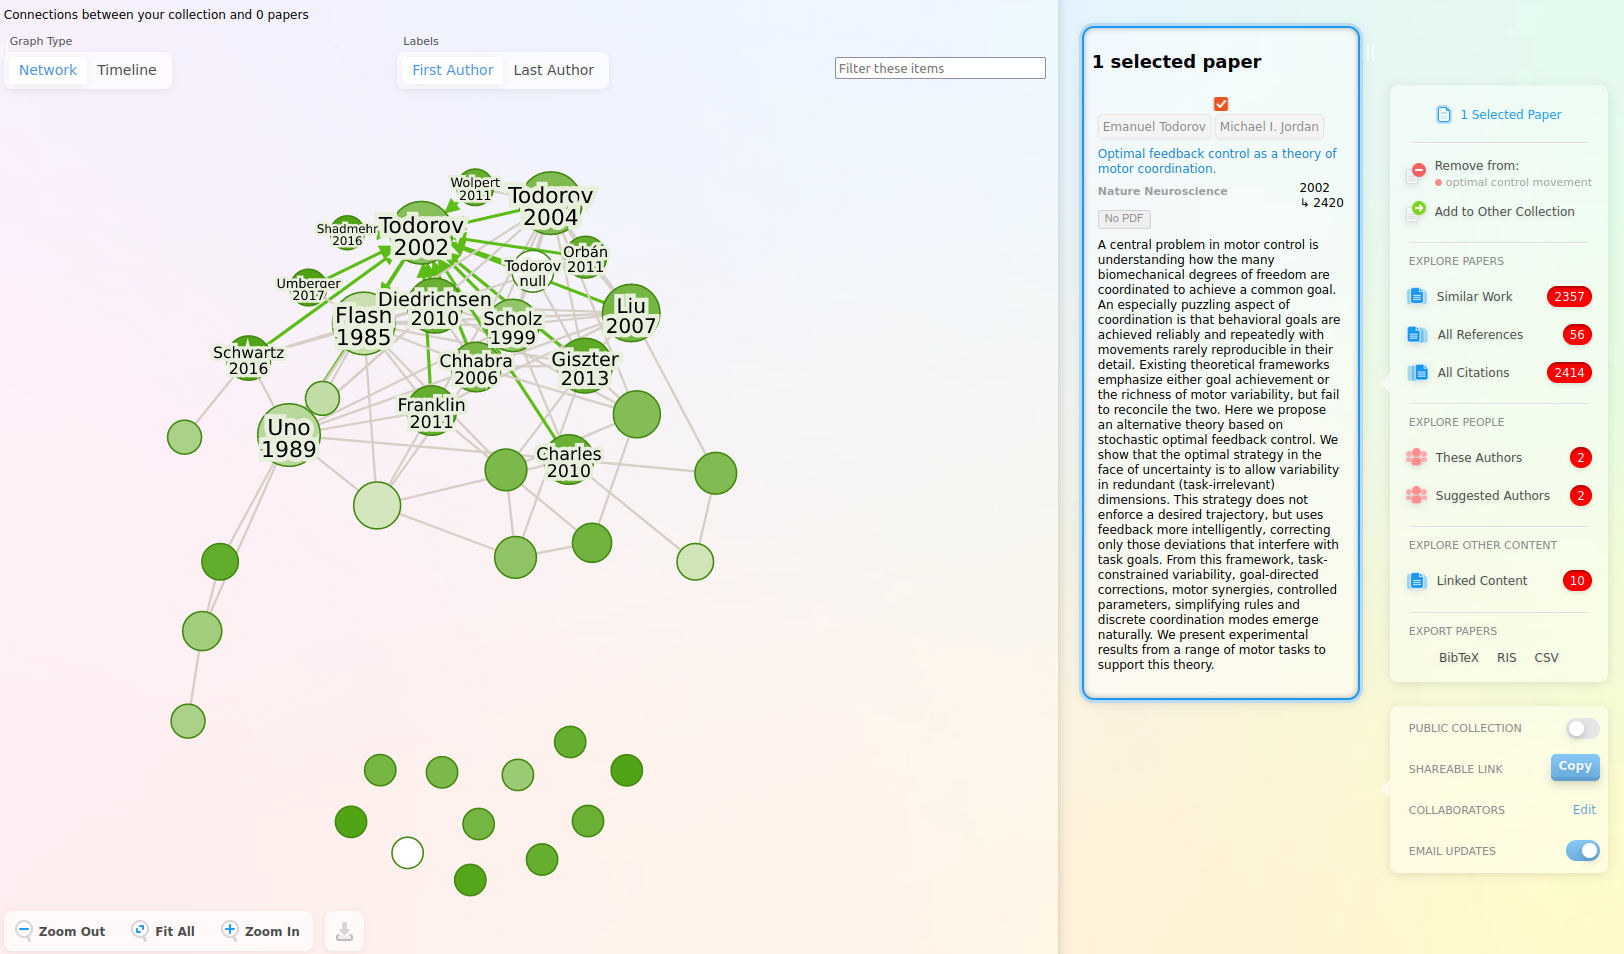 Connections between your collection and 0 papers
Graph Type
Network Timeline
Labels
First Author Last Author
Filter these items
Wolpert
2011
Todorov
2004
Shadmehr
2016
Todorov
2002
Orbán
2011
Todorov
null
Umberger
2017
Diedrichsen
2010
Flash
1985
Scholz
1999
Liu
2007
Schwartz
2016
Chhabra
2006
Giszter
2013
Franklin
2011
Uno
1989
Charles
2010
Zoom Out
Fit All
Zoom In
1 selected paper
Emanuel Todorov Michael I. Jordan
Optimal feedback control as a theory of
motor coordination.
Nature Neuroscience
2002
↳ 2420
No PDF
A central problem in motor control is
understanding how the many
biomechanical degrees of freedom are
coordinated to achieve a common goal.
An especially puzzling aspect of
coordination is that behavioral goals are
achieved reliably and repeatedly with
movements rarely reproducible in their
detail. Existing theoretical frameworks
emphasize either goal achievement or
the richness of motor variability, but fail
to reconcile the two. Here we propose
an alternative theory based on
stochastic optimal feedback control. We
show that the optimal strategy in the
face of uncertainty is to allow variability
in redundant (task-irrelevant)
dimensions. This strategy does not
enforce a desired trajectory, but uses
feedback more intelligently, correcting
only those deviations that interfere with
task goals. From this framework, task-
constrained variability, goal-directed
corrections, motor synergies, controlled
parameters, simplifying rules and
discrete coordination modes emerge
naturally. We present experimental
results from a range of motor tasks to
support this theory.
1 Selected Paper
Remove from:
optimal control movement
Add to Other Collection
EXPLORE PAPERS
Similar Work 2357
All References 56
All Citations 2414
EXPLORE PEOPLE
These Authors 2
Suggested Authors 2
EXPLORE OTHER CONTENT
Linked Content 10
EXPORT PAPERS
BibTeX RIS CSV
PUBLIC COLLECTION
SHAREABLE LINK Copy
COLLABORATORS Edit
EMAIL UPDATES